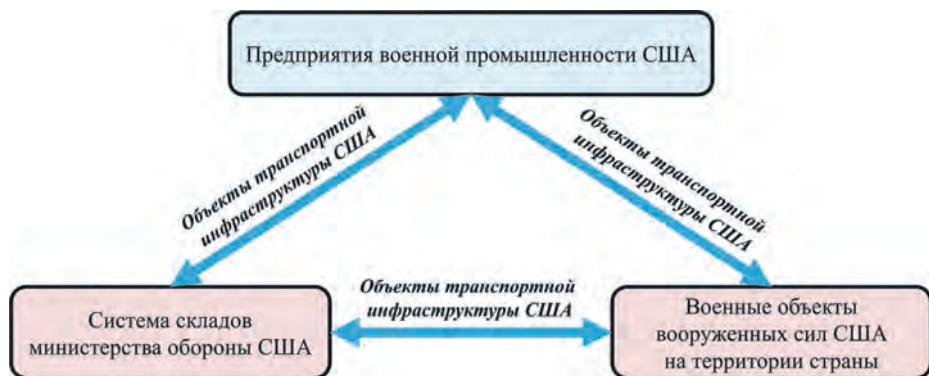 Предприятия военной промышленности США
Объекты транспортной
инфраструктуры США
Объекты транспортной
инфраструктуры США
Объекты транспортной
инфраструктуры США
Система складов
министерства обороны США
Военные объекты
вооруженных сил США
на территории страны